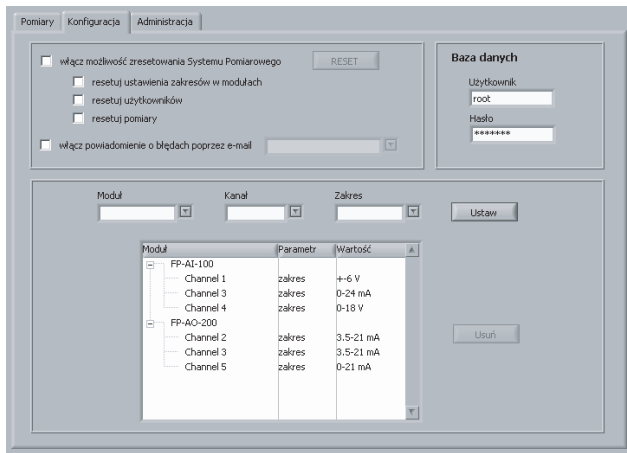 Pomiary Konfiguracja Administracja
włącz możliwość zresetowania Systemu Pomiarowego RESET
resetuj ustawienia zakresów w modułach
resetuj użytkowników
resetuj pomiary
włącz powiadomienie o błędach poprzez e-mail
Baza danych
Użytkownik
root
Hasło
*******
Moduł Kanał Zakres
Ustaw
Moduł Parametr Wartość
FP-AI-100
Channel 1 zakres +-6 V
Channel 3 zakres 0-24 mA
Channel 4 zakres 0-18 V
FP-AO-200
Channel 2 zakres 3.5-21 mA
Channel 3 zakres 3.5-21 mA
Channel 5 zakres 0-21 mA
Usuń